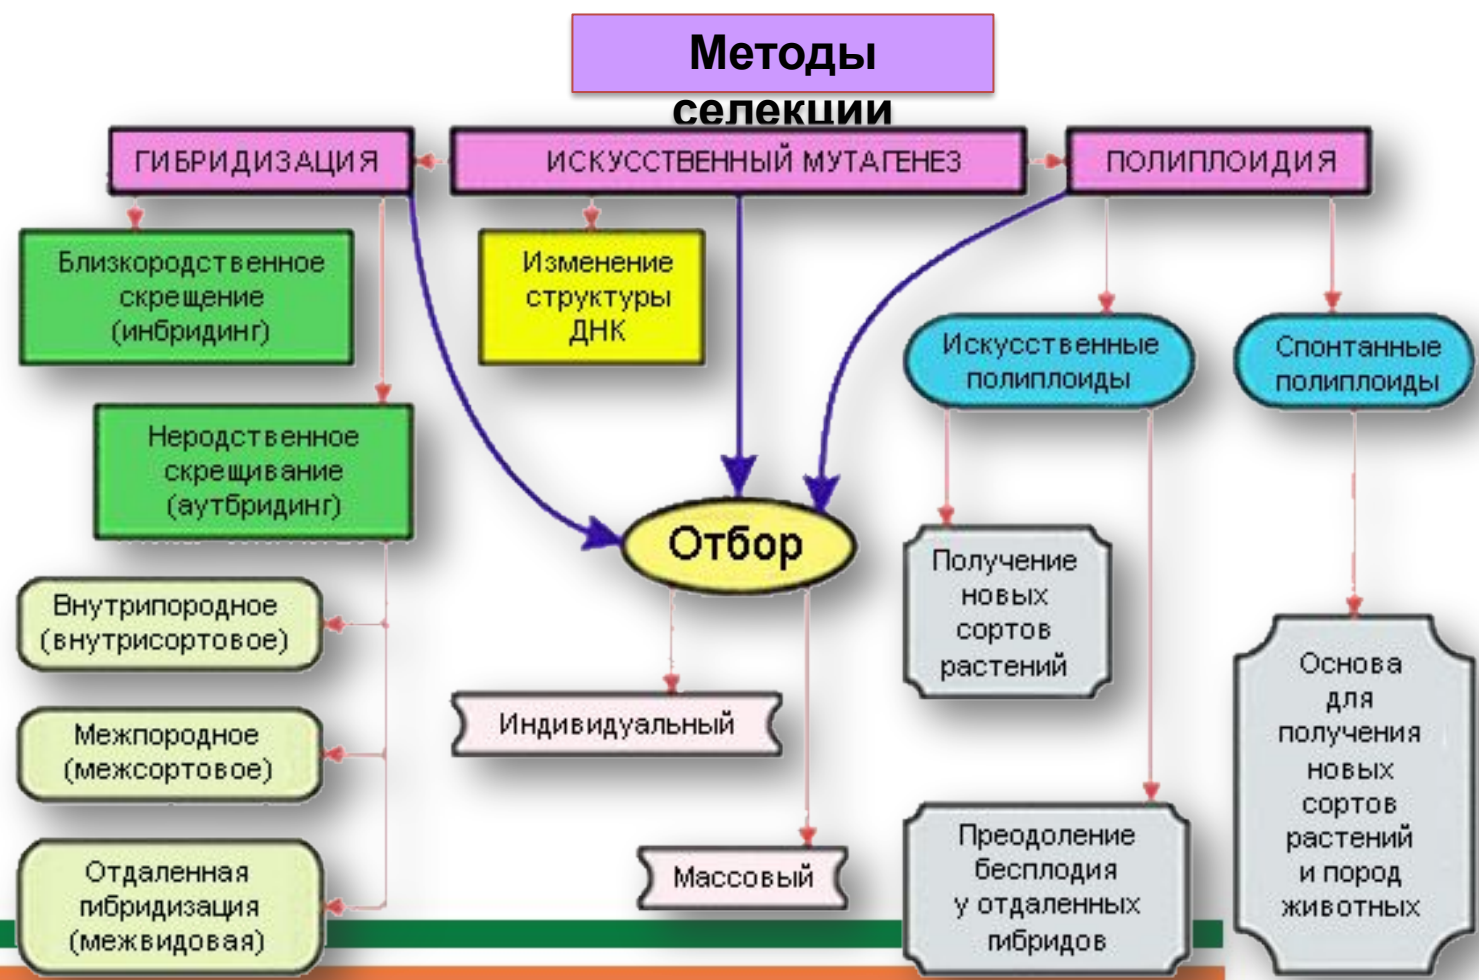 Методы
селекции
ГИБРИДИЗАЦИЯ
ИСКУССТВЕННЫЙ МУТАГЕНЕЗ
ПОЛИПЛОИДИЯ
Близкородственное
скрещение
(инбридинг)
Изменение
структуры
ДНК
Искусственные
полиплоиды
Спонтанные
полиплоиды
Неродственное
скрещивание
(аутбридинг)
Отбор
Внутрипородное
(внутрисортовое)
Межпородное
(межсортовое)
Отдаленная
гибридизация
(межвидовая)
Индивидуальный
Массовый
Получение
новых
сортов
растений
Преодоление
бесплодия
у отдаленных
гибридов
Основа
для
получения
новых
сортов
растений
и пород
животных